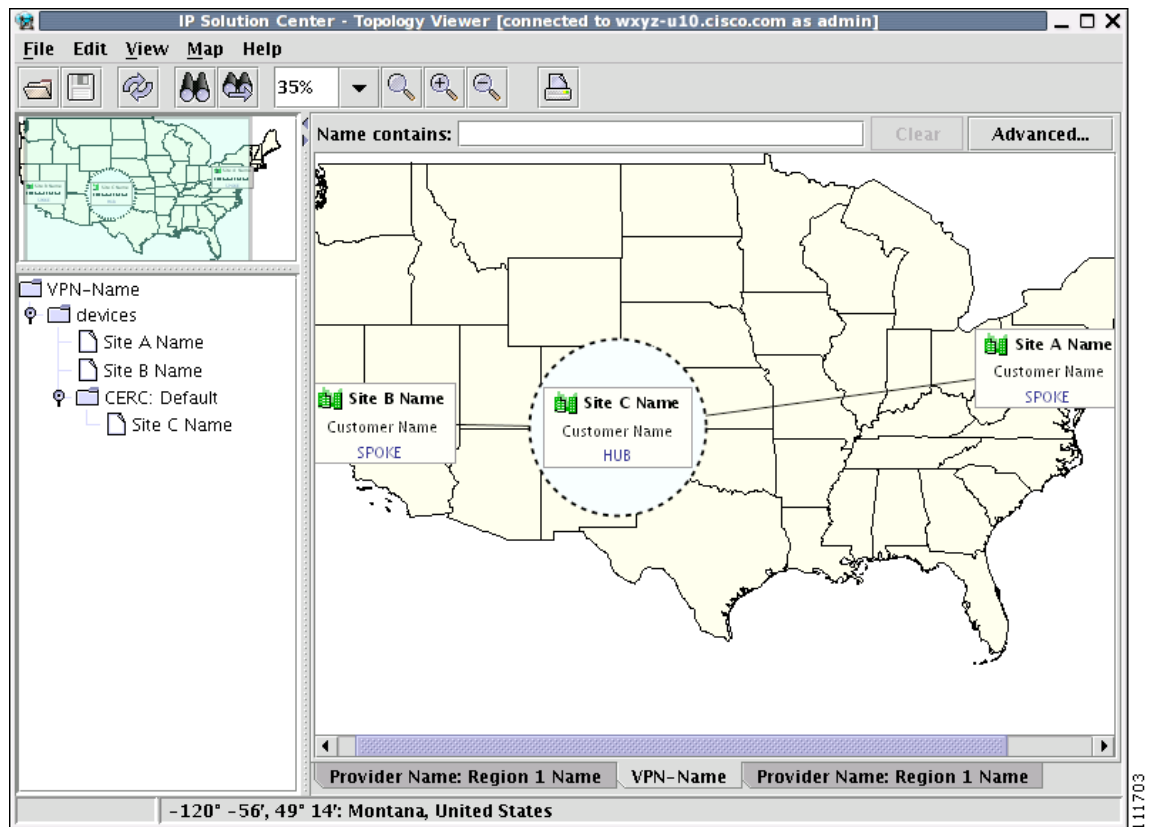 IP Solution Center - Topology Viewer [connected to wxyz-u10.cisco.com as admin]
File Edit View Map Help
35%
Name contains: Clear Advanced...
VPN-Name
devices
Site A Name
Site B Name
CERC: Default
Site C Name
Site A Name
Customer Name
SPOKE
Site B Name
Customer Name
SPOKE
Site C Name
Customer Name
HUB
Provider Name: Region 1 Name VPN-Name Provider Name: Region 1 Name
-120° -56', 49° 14': Montana, United States
111703